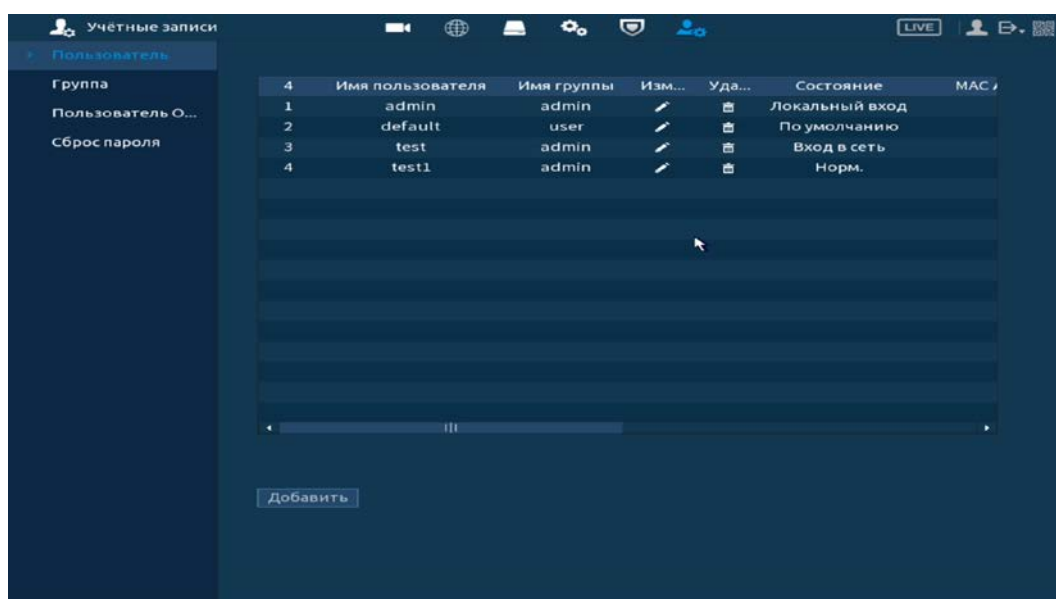 Учётные записи LIVE
Пользователь
Группа
Пользователь O...
Сброс пароля
4 Имя пользователя Имя группы Изм... Уда... Состояние MAC
1 admin admin Локальный вход
2 default user По умолчанию
3 test admin Вход в сеть
4 test1 admin Норм.
Добавить